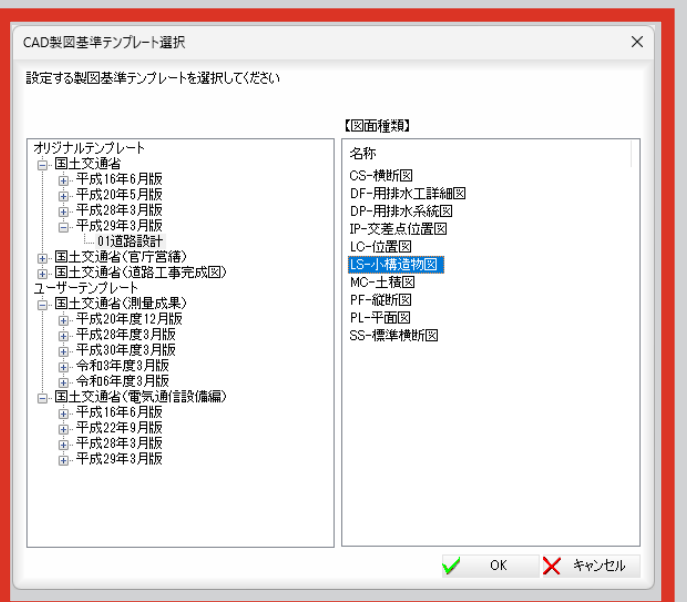 CAD製図基準テンプレート選択
設定する製図基準テンプレートを選択してください
【図面種類】
オリジナルテンプレート
国土交通省
平成16年6月版
平成20年5月版
平成28年3月版
平成29年3月版
01道路設計
国土交通省(官庁営繕)
国土交通省(道路工事完成図)
ユーザーテンプレート
国土交通省(測量成果)
平成20年度12月版
平成28年度3月版
平成30年度3月版
令和3年度3月版
令和6年度3月版
国土交通省(電気通信設備編)
平成16年6月版
平成22年9月版
平成28年3月版
平成29年3月版
名称
CS-横断図
DF-用排水工詳細図
DP-用排水系統図
IP-交差点位置図
LC-位置図
LS-小構造物図
MC-土積図
PF-縦断図
PL-平面図
SS-標準横断図
OK
キャンセル